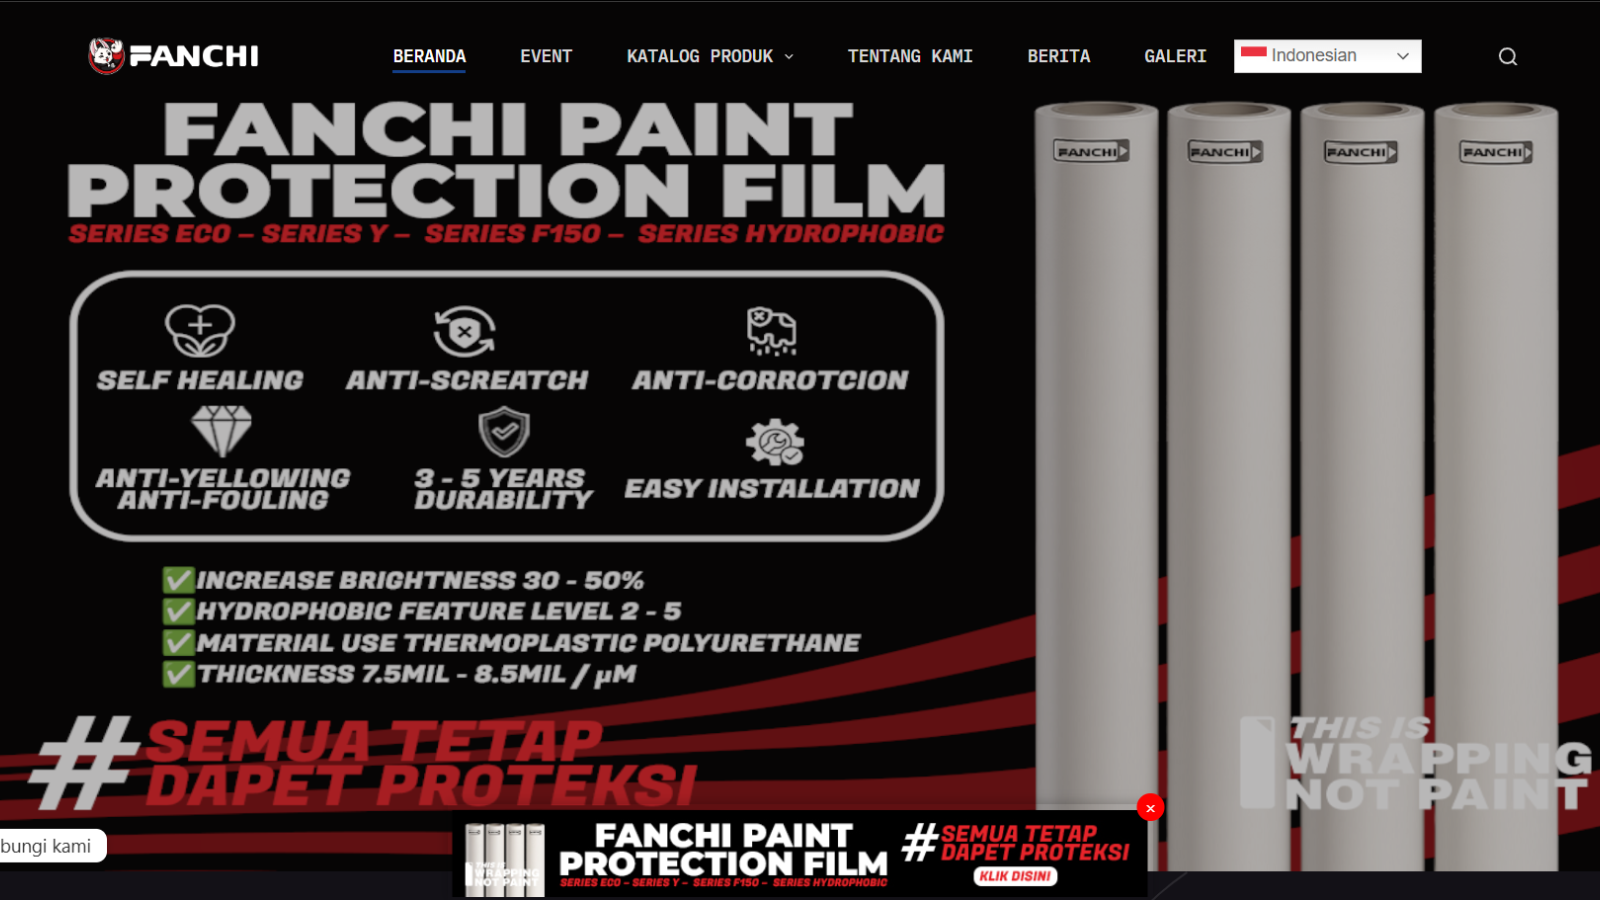 FANCHI
BERANDA
EVENT
KATALOG PRODUK
TENTANG KAMI
BERITA
GALERI
Indonesian
FANCHI PAINT
PROTECTION FILM
SERIES ECO – SERIES Y – SERIES F150 – SERIES HYDROPHOBIC
SELF HEALING
ANTI-SCREATCH
ANTI-CORROTCION
ANTI-YELLOWING
ANTI-FOULING
3 - 5 YEARS
DURABILITY
EASY INSTALLATION
✅INCREASE BRIGHTNESS 30 - 50%
✅HYDROPHOBIC FEATURE LEVEL 2 - 5
✅MATERIAL USE THERMOPLASTIC POLYURETHANE
✅THICKNESS 7.5MIL - 8.5MIL / µM
#SEMUA TETAP
DAPET PROTEKSI
FANCHI
FANCHI
FANCHI
FANCHI
THIS IS
WRAPPING
NOT PAINT
bungi kami
THIS IS
WRAPPING
NOT PAINT
FANCHI PAINT
PROTECTION FILM
SERIES ECO – SERIES Y – SERIES F150 – SERIES HYDROPHOBIC
#SEMUA TETAP
DAPET PROTEKSI
KLIK DISINI
×